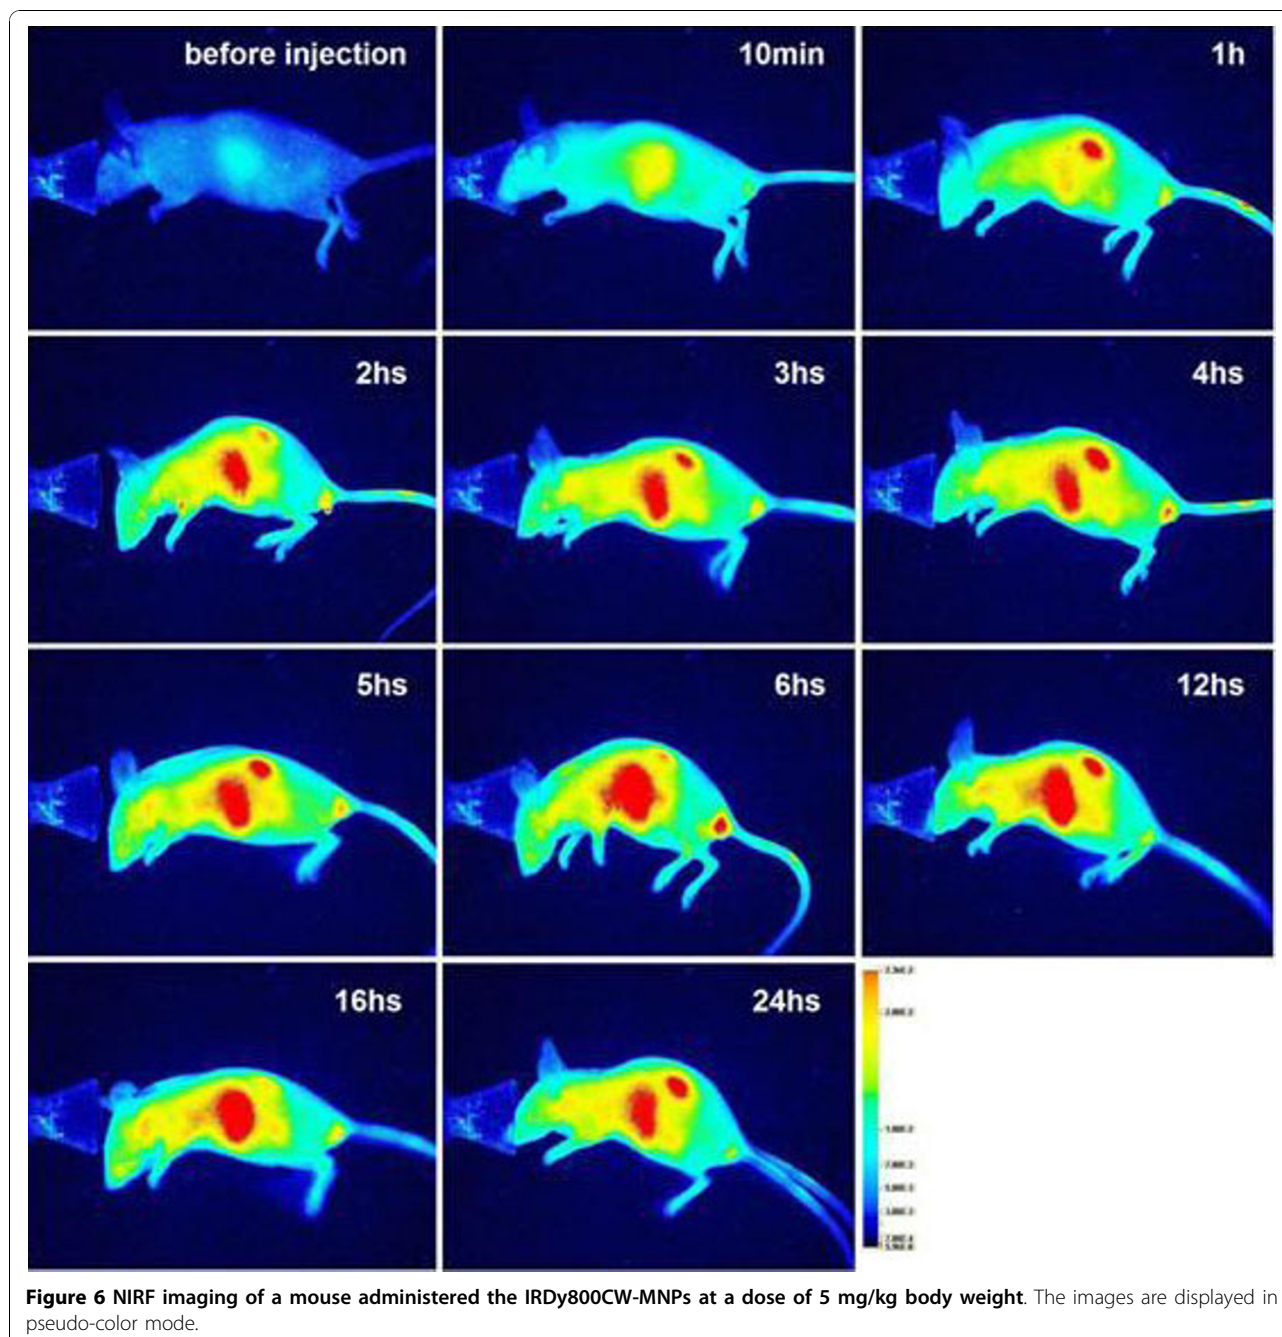 before injection
10min
1h
2hs
3hs
4hs
5hs
6hs
12hs
16hs
24hs
Figure 6 NIRF imaging of a mouse administered the IRDy800CW-MNPs at a dose of 5 mg/kg body weight. The images are displayed in
pseudo-color mode.